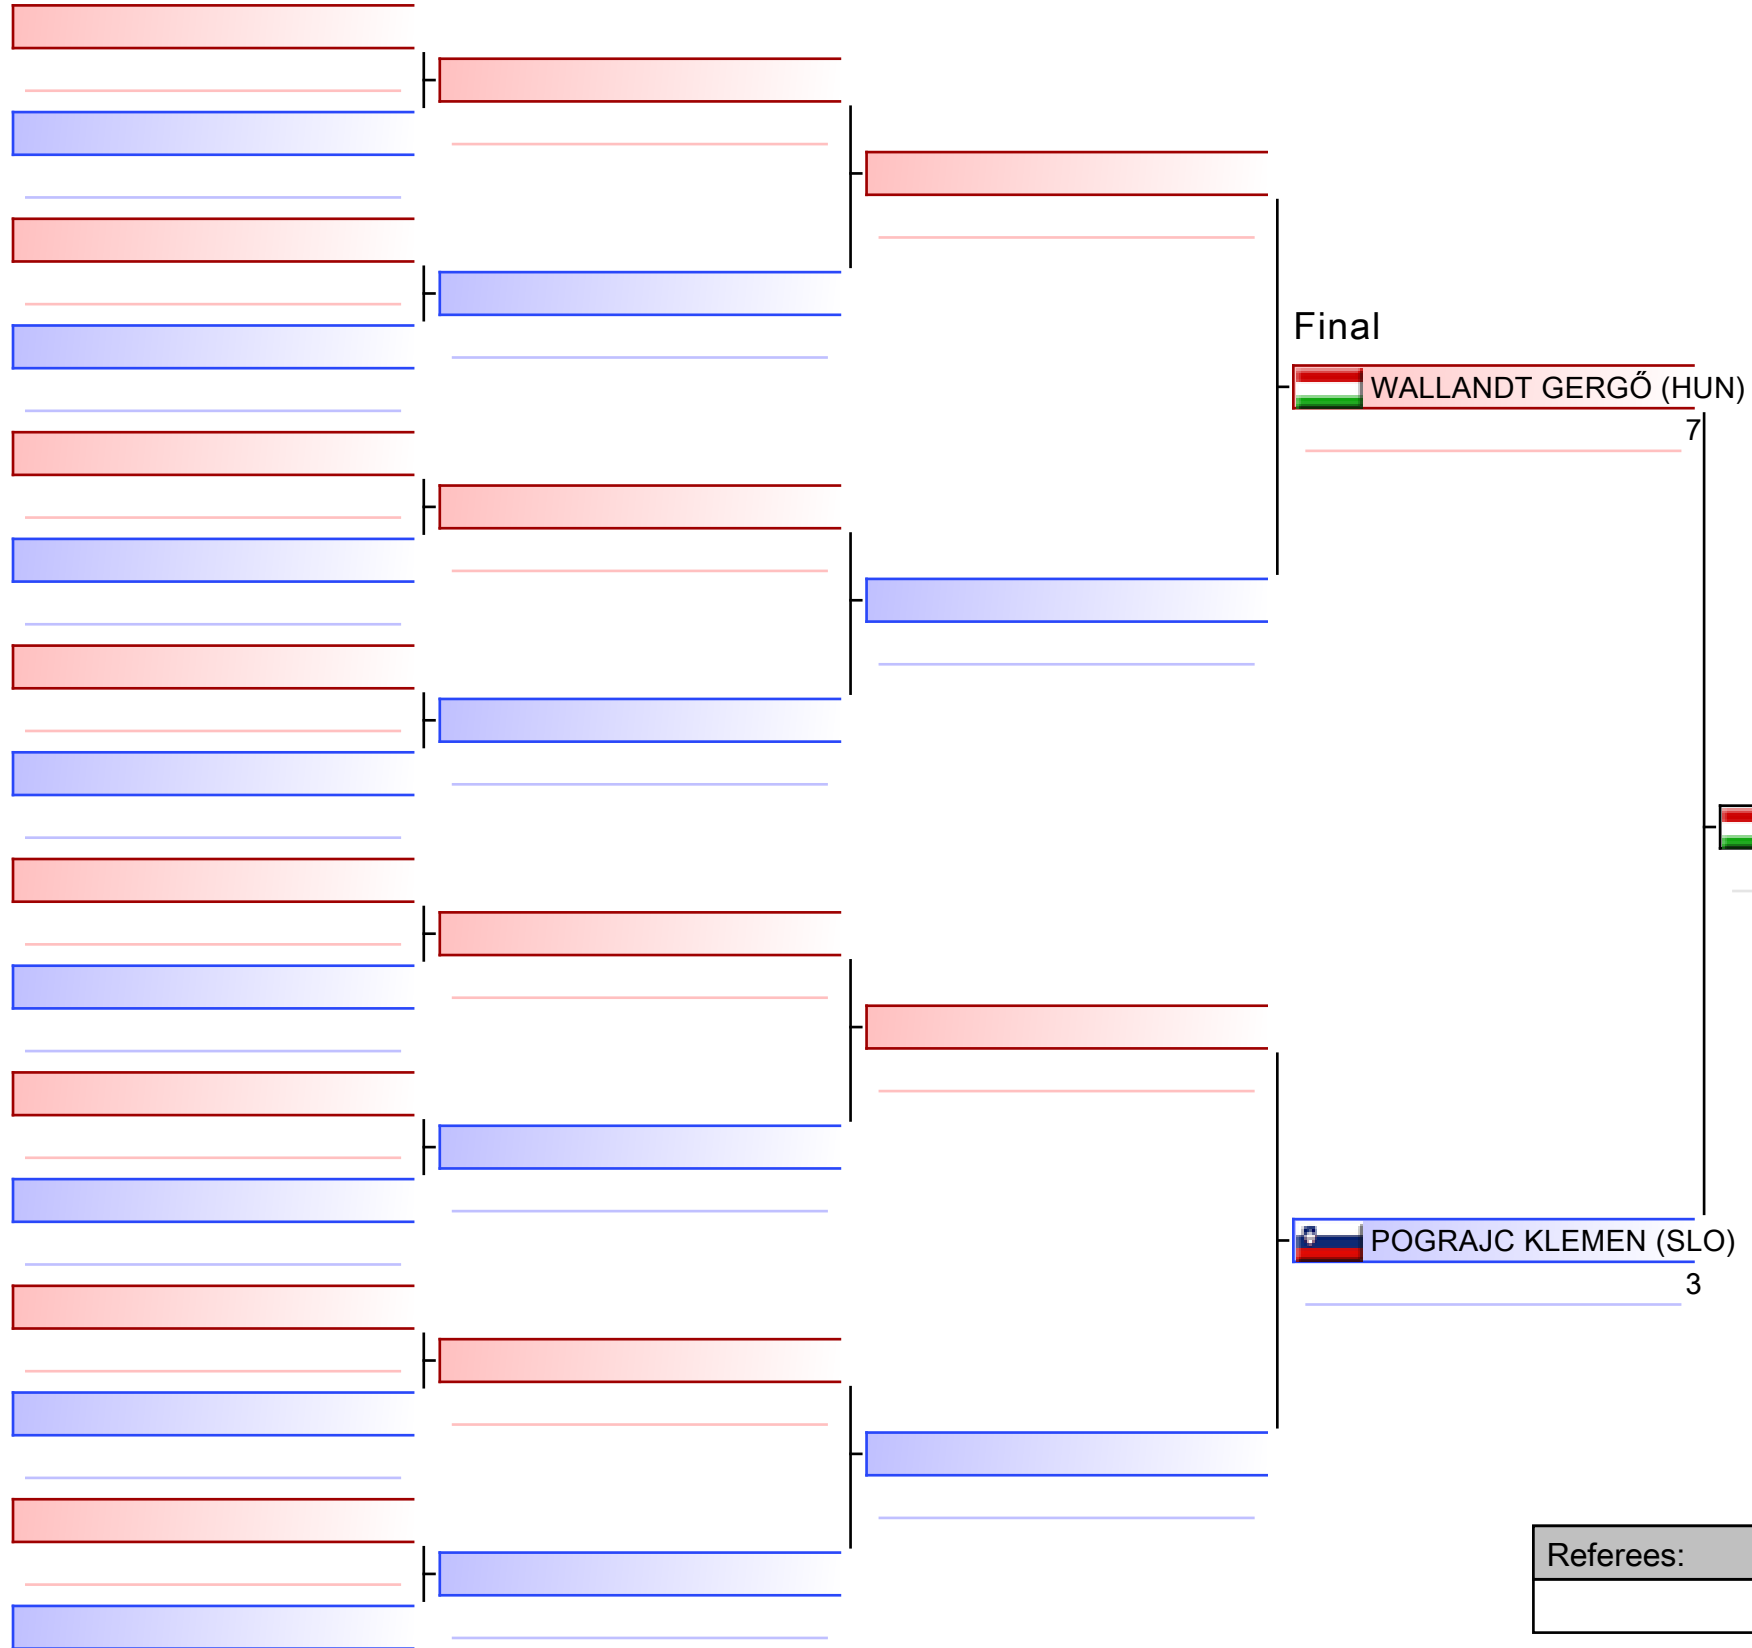 Final
WALLANDT GERGŐ (HUN)
7
POGRAJC KLEMEN (SLO)
3
Referees: